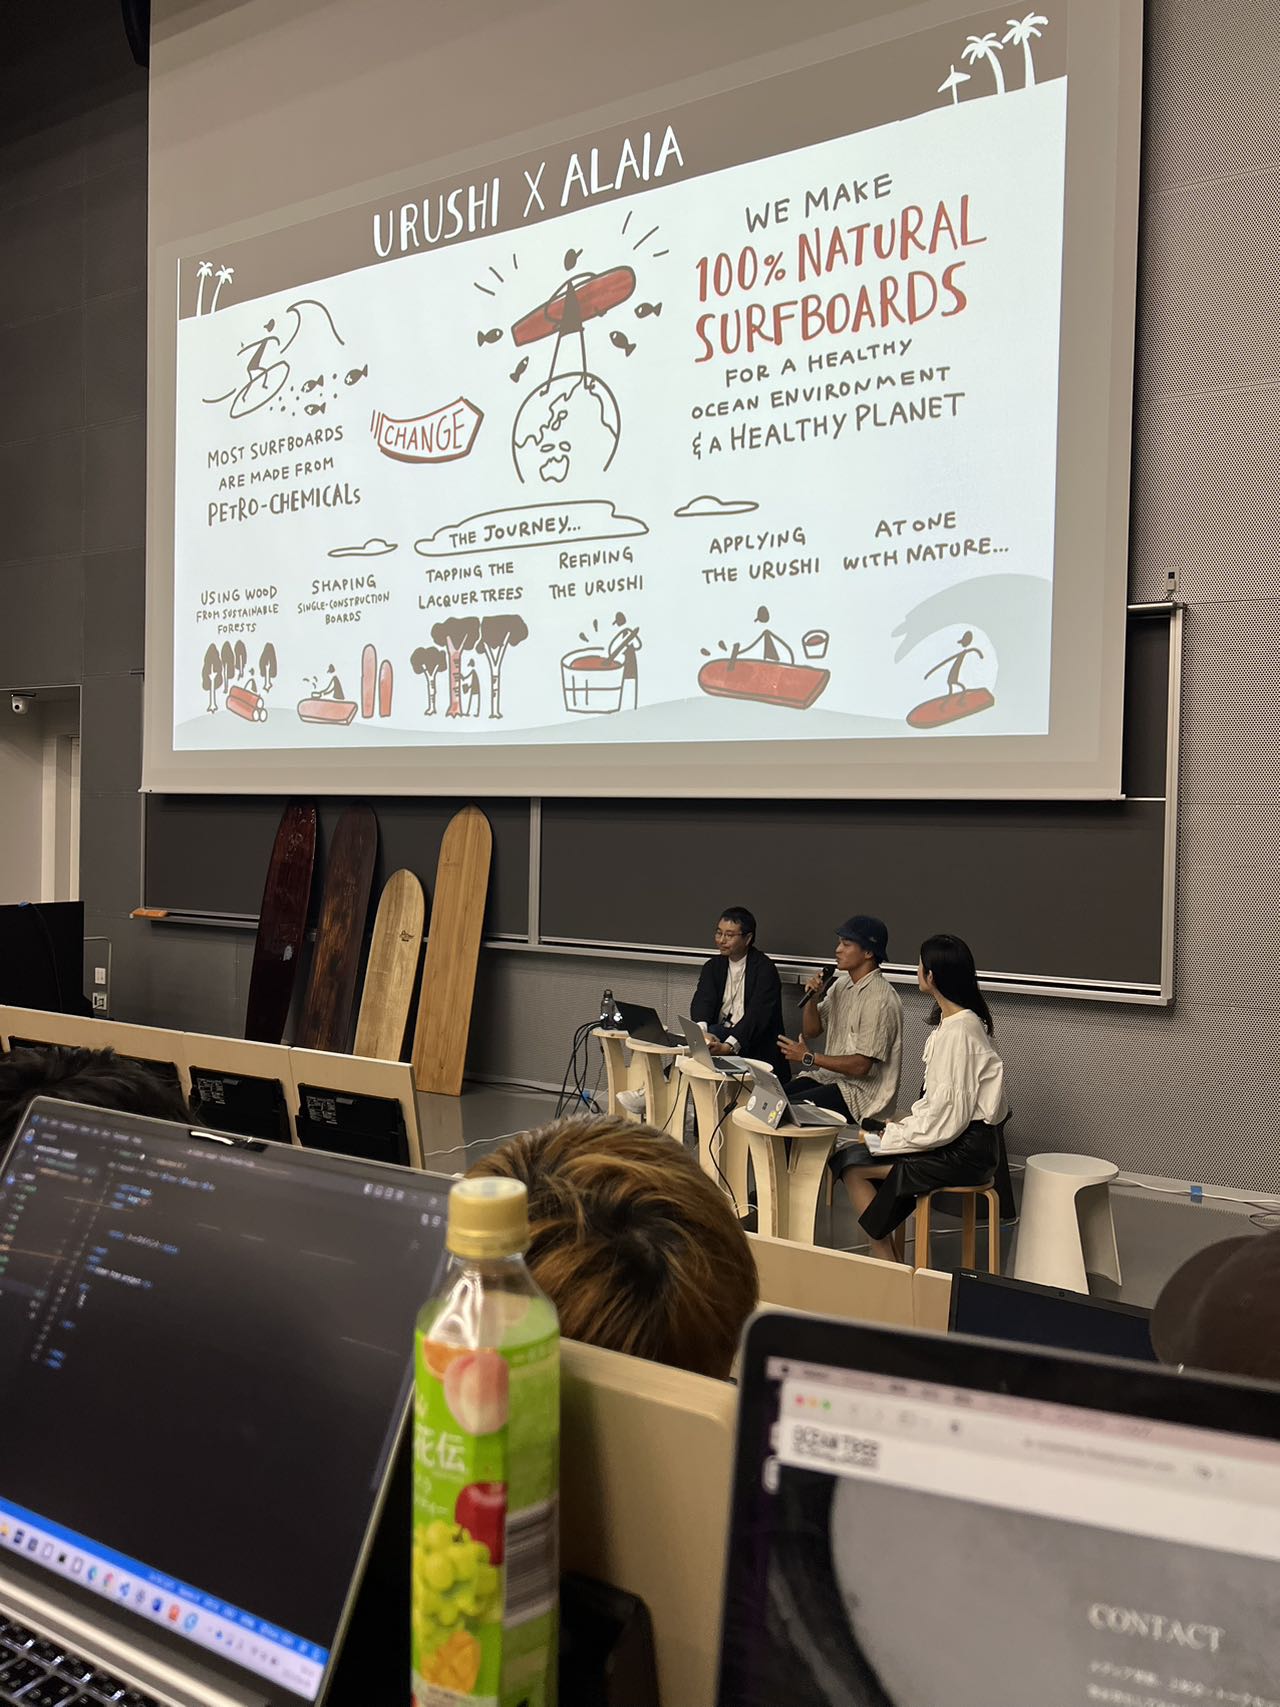 URUSHI X ALAIA
WE MAKE
100% NATURAL
SURFBOARDS
FOR A HEALTHY
OCEAN ENVIRONMENT
& A HEALTHY PLANET
CHANGE
MOST SURFBOARDS
ARE MADE FROM
PETRO-CHEMICALS
THE JOURNEY...
USING WOOD
FROM SUSTAINABLE
FORESTS
SHAPING
SINGLE-CONSTRUCTION
BOARDS
TAPPING THE
LACQUER TREES
REFINING
THE URUSHI
APPLYING
THE URUSHI
AT ONE
WITH NATURE...
花伝
OCEAN TREE
CONTACT